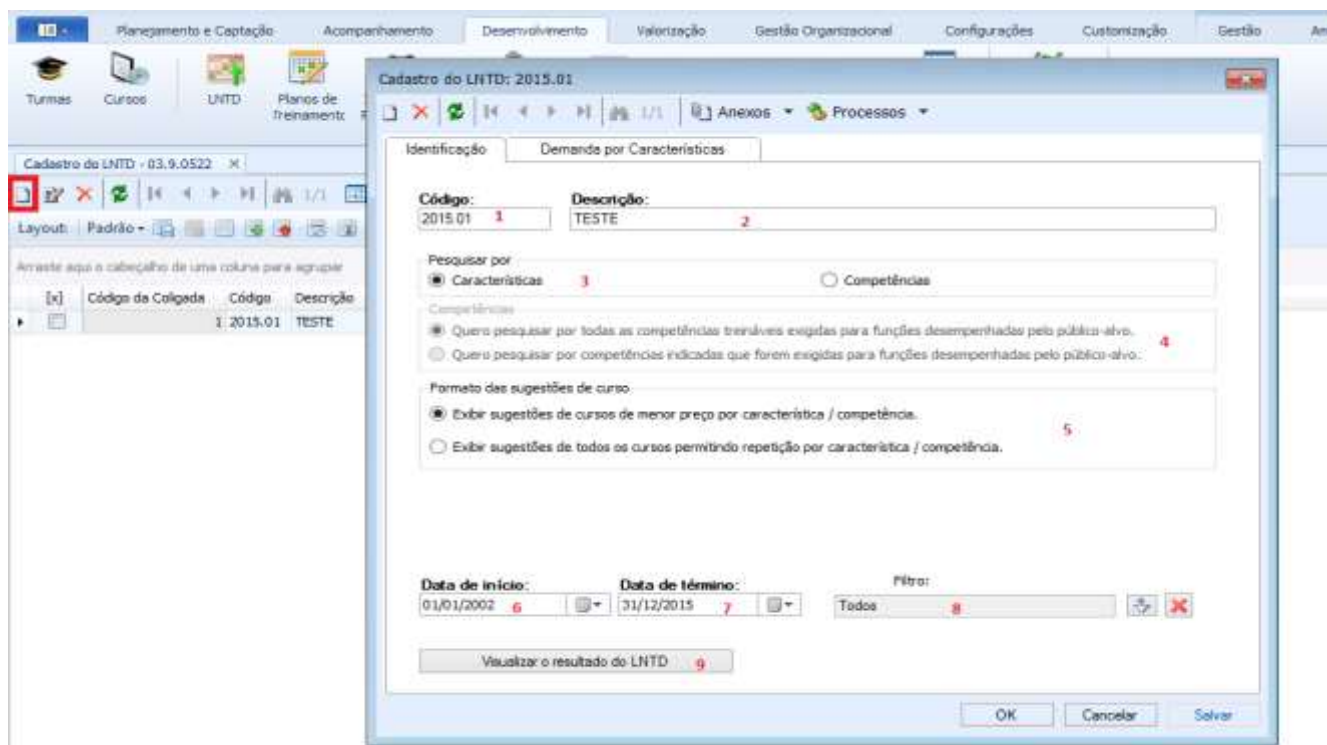 Planejamento e Captação Acompanhamento Desenvolvimento Valorização Gestão Organizacional Configurações Customização Gestão
Turmas Cursos LNTD Planos de Treinamento
Cadastro do LNTD - 03.9.0522
1/1
Layout: Padrão
Arraste aqui o cabeçalho de uma coluna para agrupar
[x] Código da Coligada Código Descrição
1 2015.01 TESTE
Cadastro do LNTD: 2015.01
1/1 Anexos Processos
Identificação Demanda por Características
Código: Descrição:
2015.01 1 TESTE 2
Pesquisar por
Características 3 Competências
Competências
Quero pesquisar por todas as competências treináveis exigidas para funções desempenhadas pelo público-alvo.
4
Quero pesquisar por competências indicadas que forem exigidas para funções desempenhadas pelo público-alvo.
Formato das sugestões de curso
Exibir sugestões de cursos de menor preço por característica / competência.
5
Exibir sugestões de todos os cursos permitindo repetição por característica / competência.
Data de início: Data de término: Filtro:
01/01/2002 6 31/12/2015 7 Todos 8
Visualizar o resultado do LNTD 9
OK Cancelar Salvar